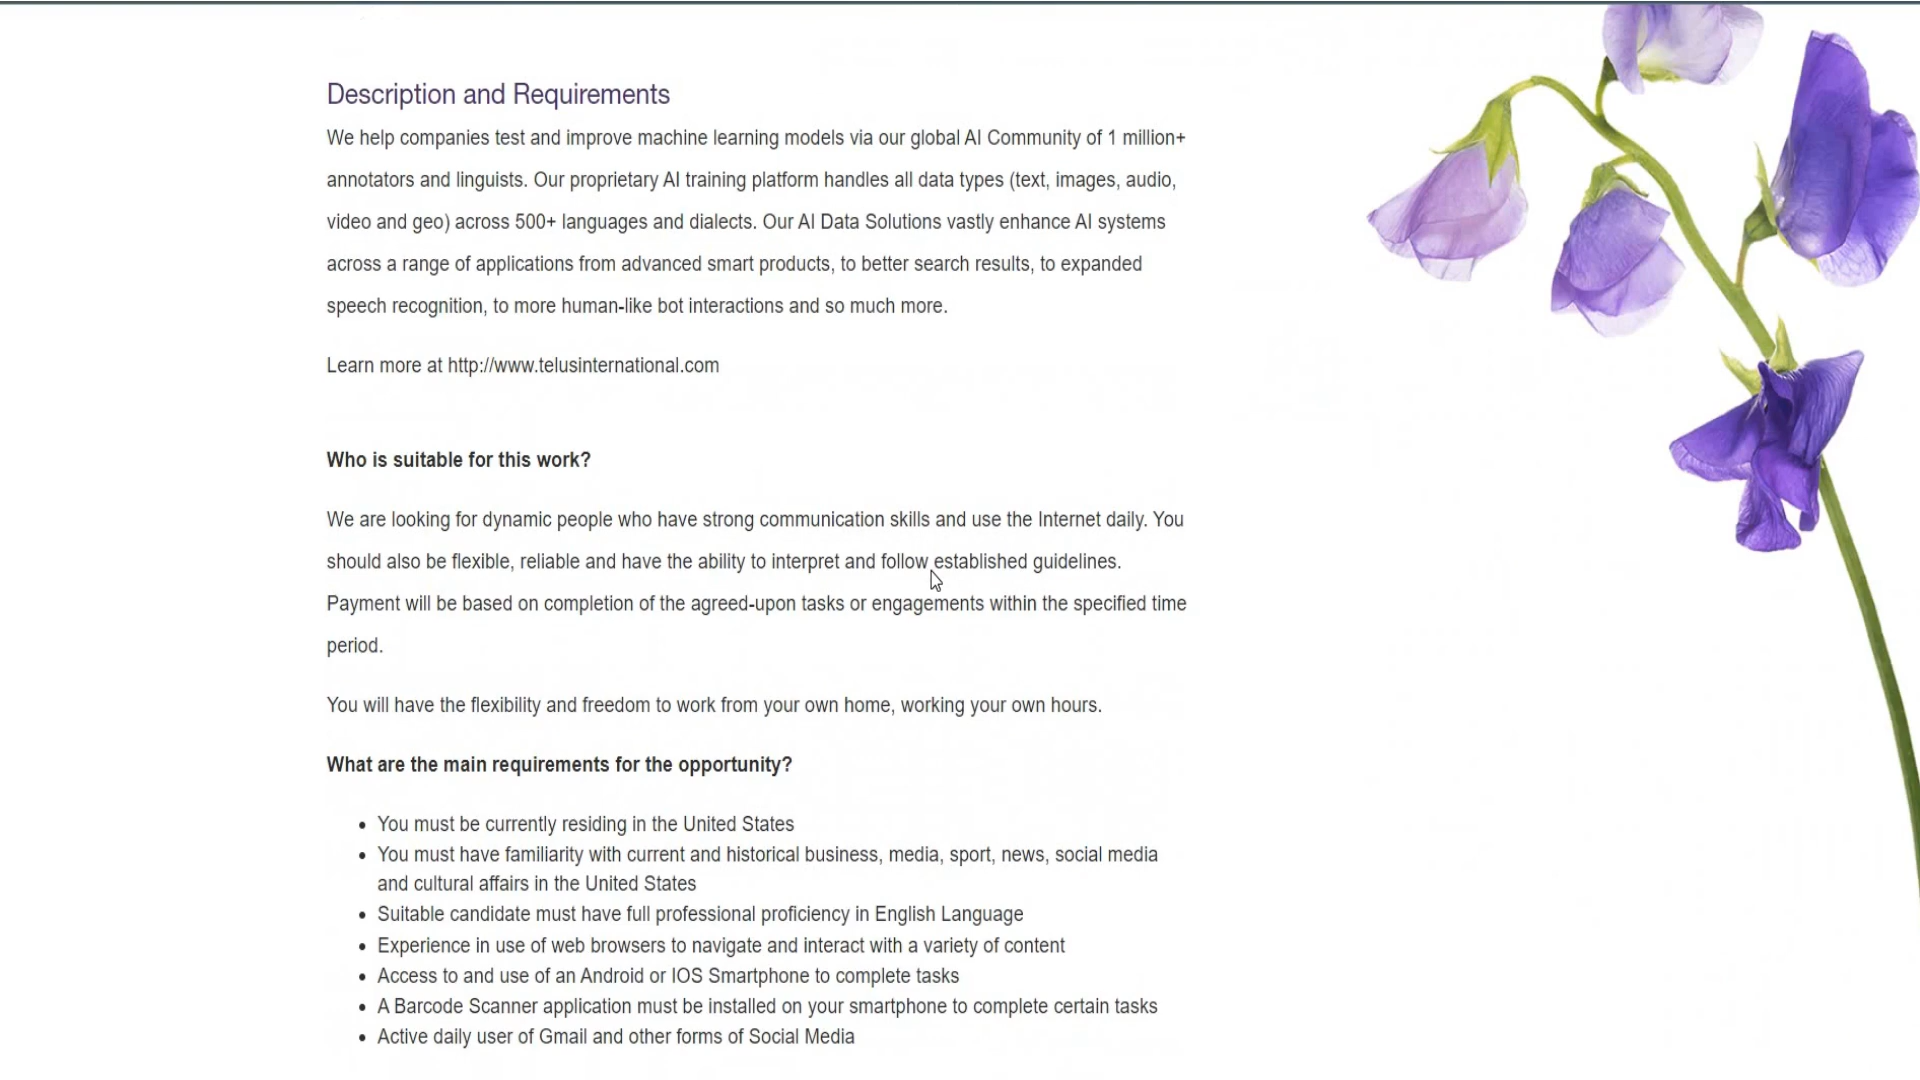 Description and Requirements
We help companies test and improve machine learning models via our global AI Community of 1 million+
annotators and linguists. Our proprietary AI training platform handles all data types (text, images, audio,
video and geo) across 500+ languages and dialects. Our AI Data Solutions vastly enhance AI systems
across a range of applications from advanced smart products, to better search results, to expanded
speech recognition, to more human-like bot interactions and so much more.
Learn more at http://www.telusinternational.com
Who is suitable for this work?
We are looking for dynamic people who have strong communication skills and use the Internet daily. You
should also be flexible, reliable and have the ability to interpret and follow established guidelines.
Payment will be based on completion of the agreed-upon tasks or engagements within the specified time
period.
You will have the flexibility and freedom to work from your own home, working your own hours.
What are the main requirements for the opportunity?
• You must be currently residing in the United States
• You must have familiarity with current and historical business, media, sport, news, social media
and cultural affairs in the United States
• Suitable candidate must have full professional proficiency in English Language
• Experience in use of web browsers to navigate and interact with a variety of content
• Access to and use of an Android or IOS Smartphone to complete tasks
• A Barcode Scanner application must be installed on your smartphone to complete certain tasks
• Active daily user of Gmail and other forms of Social Media